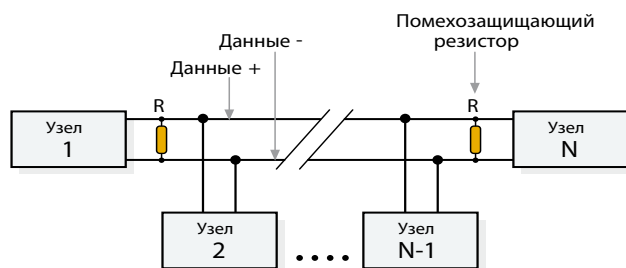 Помехозащищающий
резистор
Данные -
Данные +
R
R
Узел
1
Узел
N
Узел
2
Узел
N-1